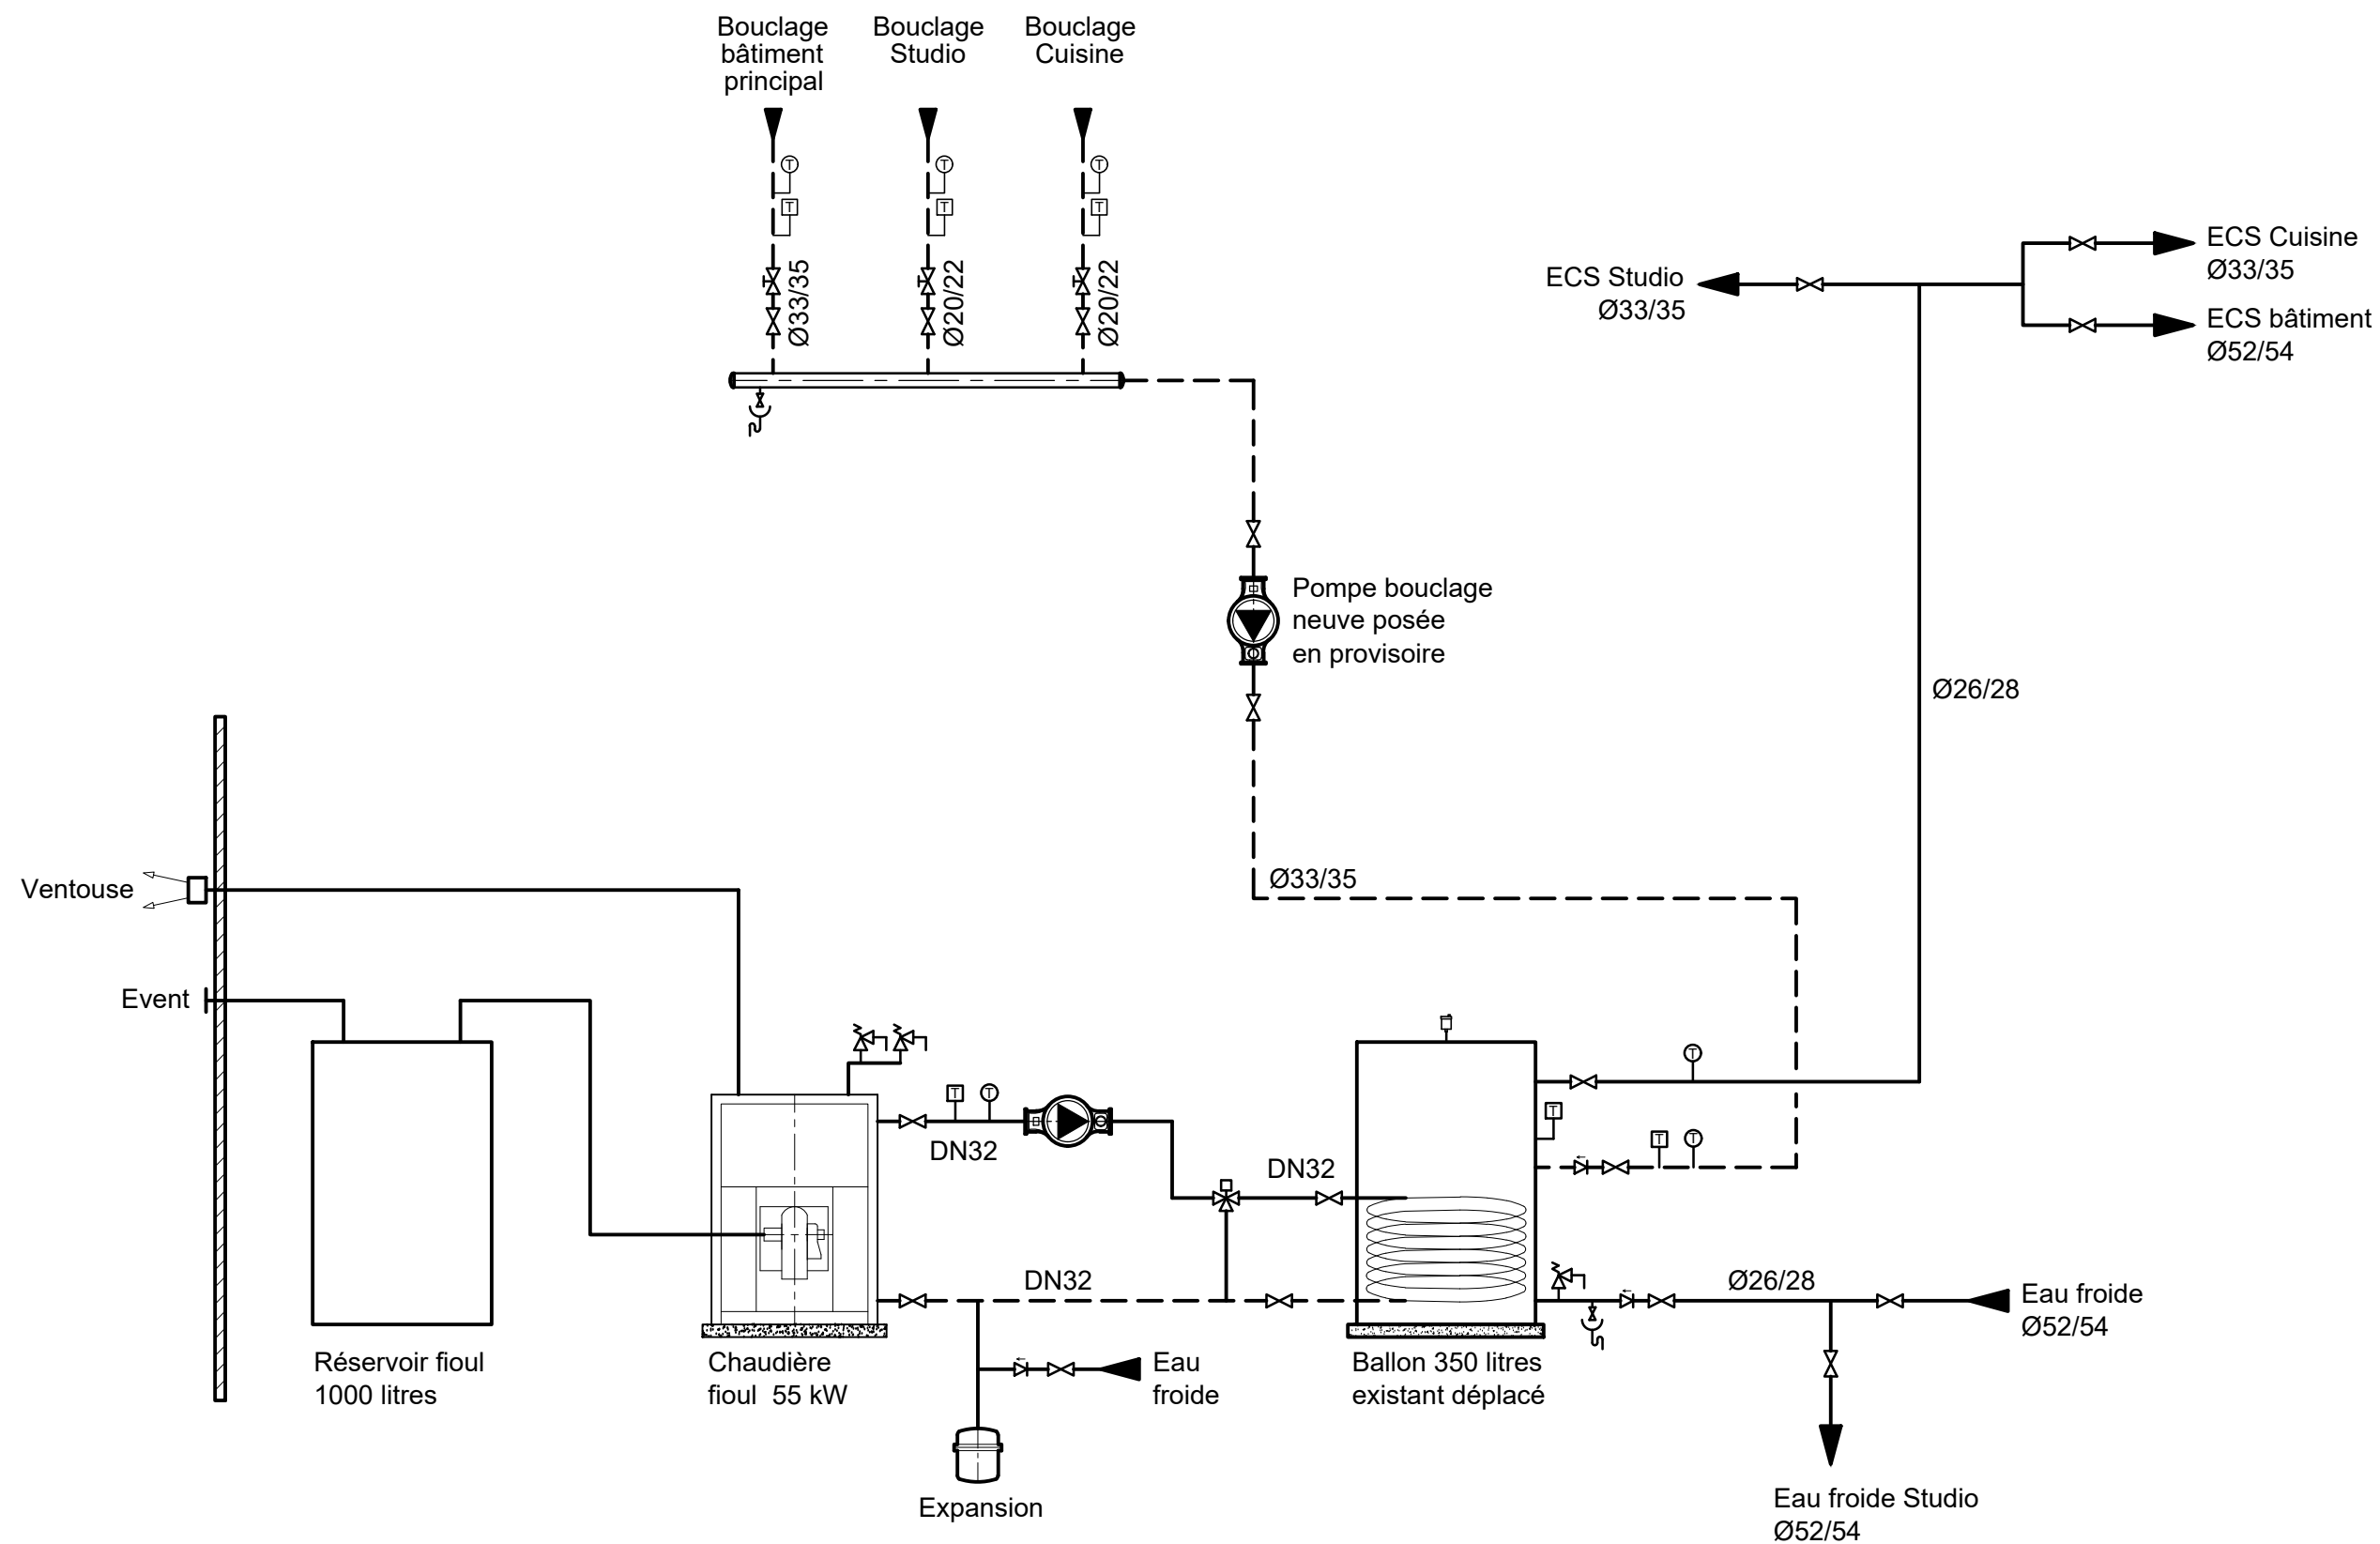 Bouclage
bâtiment
principal
Bouclage
Studio
Bouclage
Cuisine
T
T
T
T
T
T
Ø33/35
Ø20/22
Ø20/22
ECS Studio
Ø33/35
ECS Cuisine
Ø33/35
ECS bâtiment
Ø52/54
Pompe bouclage
neuve posée
en provisoire
Ø26/28
Ø33/35
Ventouse
Event
T
T
DN32
DN32
T
T
T
T
DN32
Ø26/28
Eau froide
Ø52/54
Réservoir fioul
1000 litres
Chaudière
fioul 55 kW
Eau
froide
Ballon 350 litres
existant déplacé
Expansion
Eau froide Studio
Ø52/54